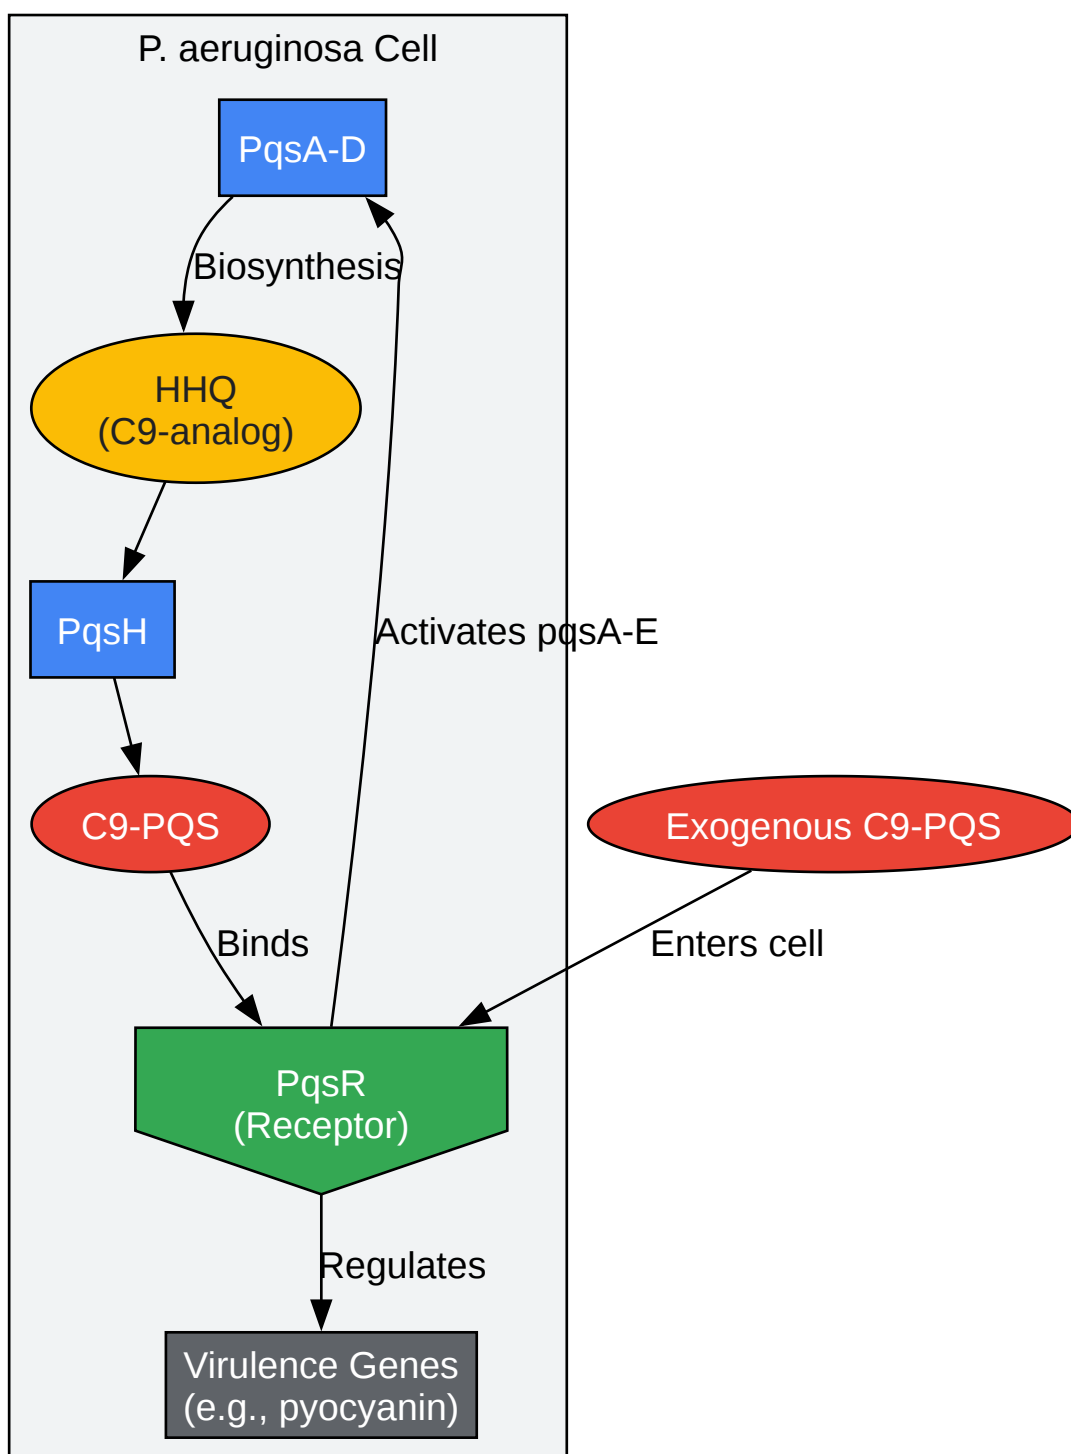 P. aeruginosa Cell
PqsA-D
Biosynthesis
HHQ
(C9-analog)
PqsH
Activates pqsA-E
C9-PQS
Exogenous C9-PQS
Binds
Enters cell
PqsR
(Receptor)
Regulates
Virulence Genes
(e.g., pyocyanin)